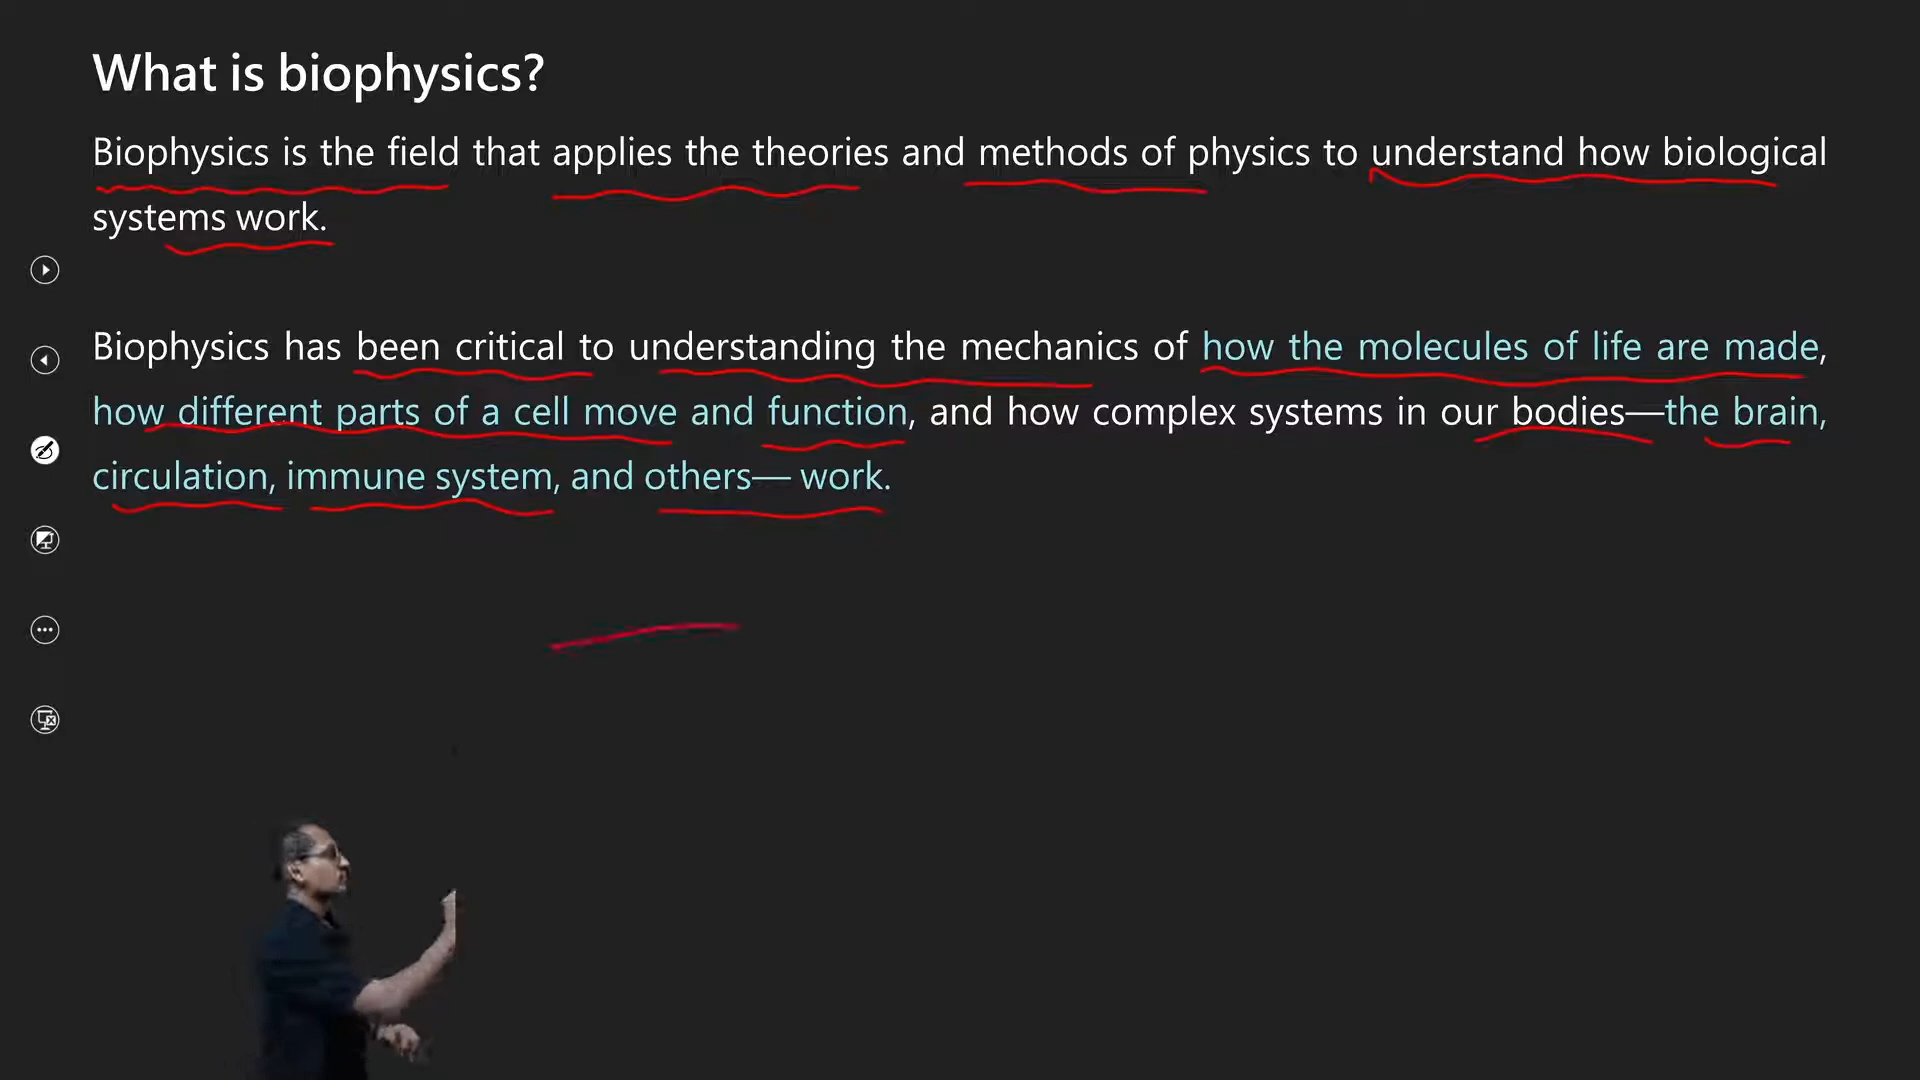 What is biophysics?
Biophysics is the field that applies the theories and methods of physics to understand how biological
systems work.
Biophysics has been critical to understanding the mechanics of how the molecules of life are made,
how different parts of a cell move and function, and how complex systems in our bodies—the brain,
circulation, immune system, and others— work.